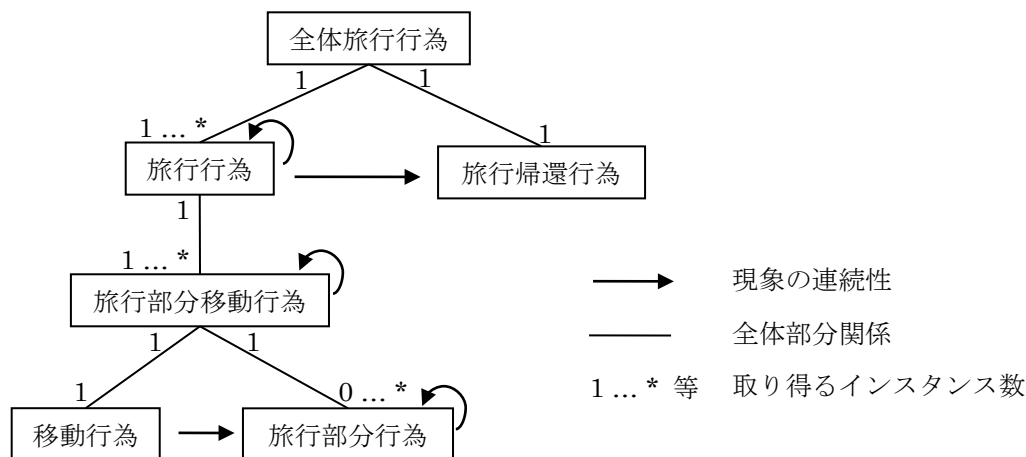 全体旅行行為
1
1
1 … *
1
旅行行為
旅行帰還行為
1
1 … *
旅行部分移動行為
現象の連続性
全体部分関係
1
1
1
0 … *
1 … * 等 取り得るインスタンス数
移動行為
旅行部分行為